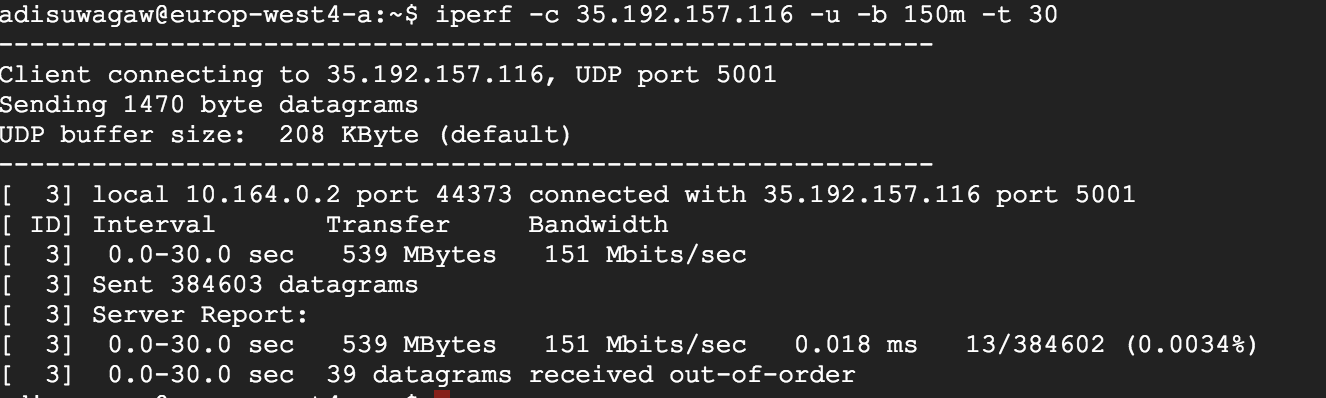 adisuwagaw@europ-west4-a:~$ iperf -c 35.192.157.116 -u -b 150m -t 30
------------------------------------------------------------
Client connecting to 35.192.157.116, UDP port 5001
Sending 1470 byte datagrams
UDP buffer size:  208 KByte (default)
------------------------------------------------------------
[  3] local 10.164.0.2 port 44373 connected with 35.192.157.116 port 5001
[ ID] Interval       Transfer     Bandwidth
[  3]  0.0-30.0 sec   539 MBytes   151 Mbits/sec
[  3] Sent 384603 datagrams
[  3] Server Report:
[  3]  0.0-30.0 sec   539 MBytes   151 Mbits/sec   0.018 ms   13/384602 (0.0034%)
[  3]  0.0-30.0 sec  39 datagrams received out-of-order